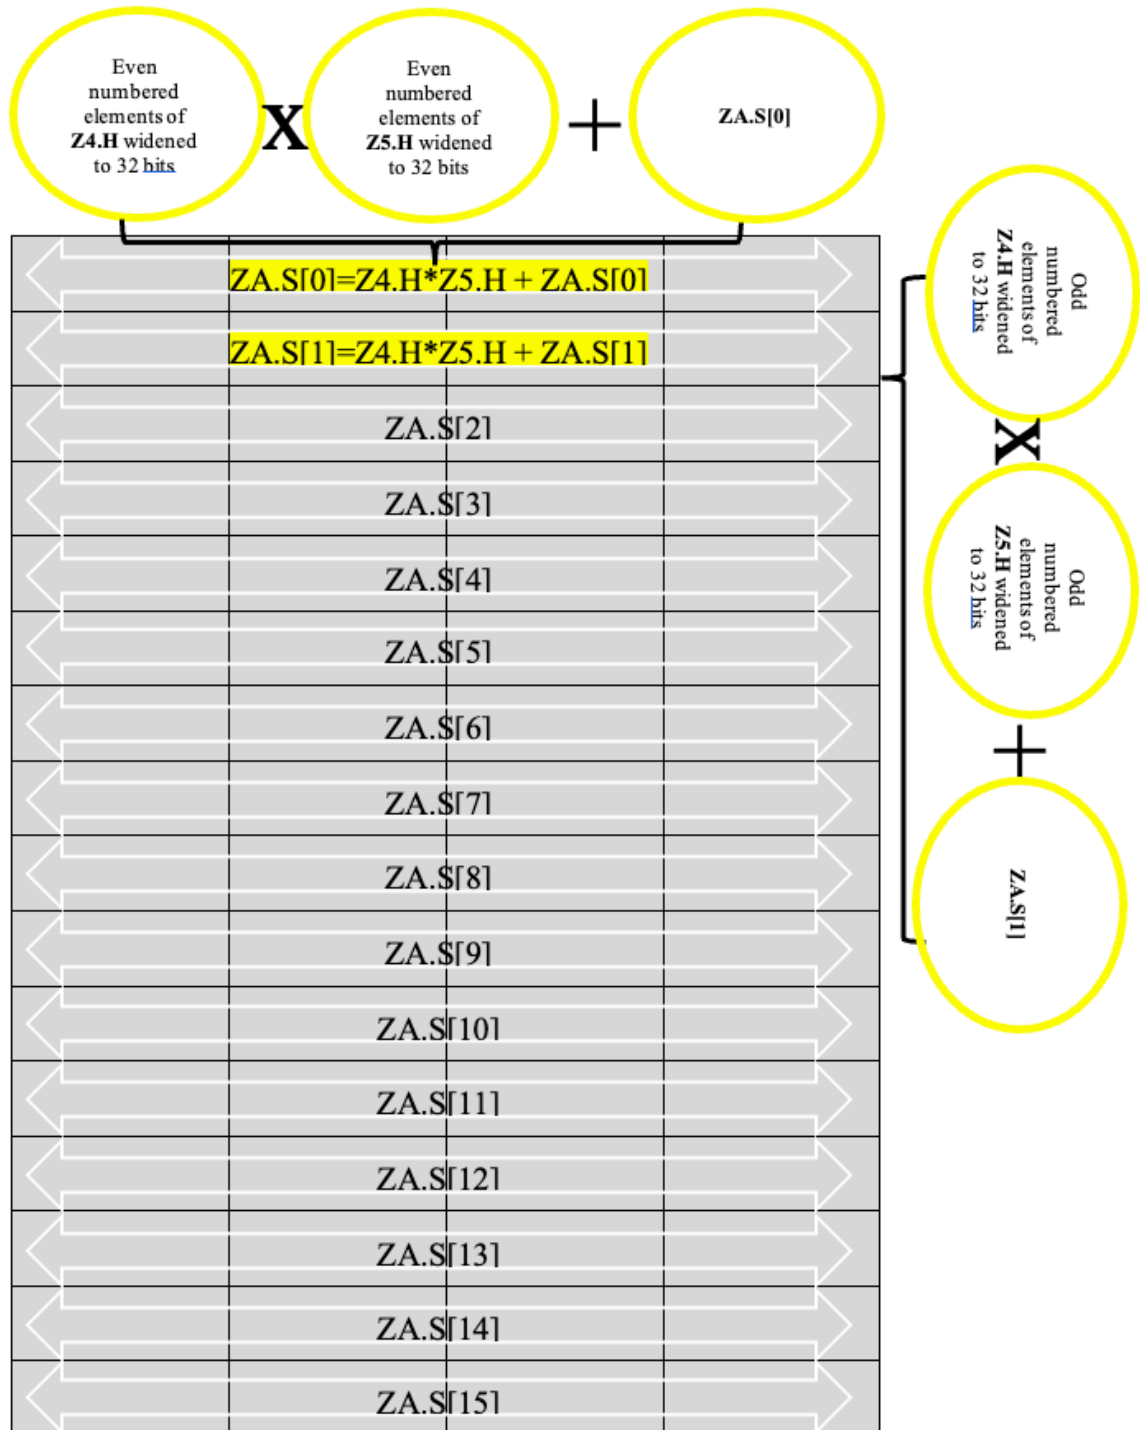 Even
numbered
elements of
Z4.H widened
to 32 bits
X
Even
numbered
elements of
Z5.H widened
to 32 bits
+
ZA.S[0]
Odd
numbered
elements of
Z4.H widened
to 32 bits
X
Odd
numbered
elements of
Z5.H widened
to 32 bits
+
ZA.S[1]
ZA.S[0]=Z4.H*Z5.H + ZA.S[0]
ZA.S[1]=Z4.H*Z5.H + ZA.S[1]
ZA.S[2]
ZA.S[3]
ZA.S[4]
ZA.S[5]
ZA.S[6]
ZA.S[7]
ZA.S[8]
ZA.S[9]
ZA.S[10]
ZA.S[11]
ZA.S[12]
ZA.S[13]
ZA.S[14]
ZA.S[15]